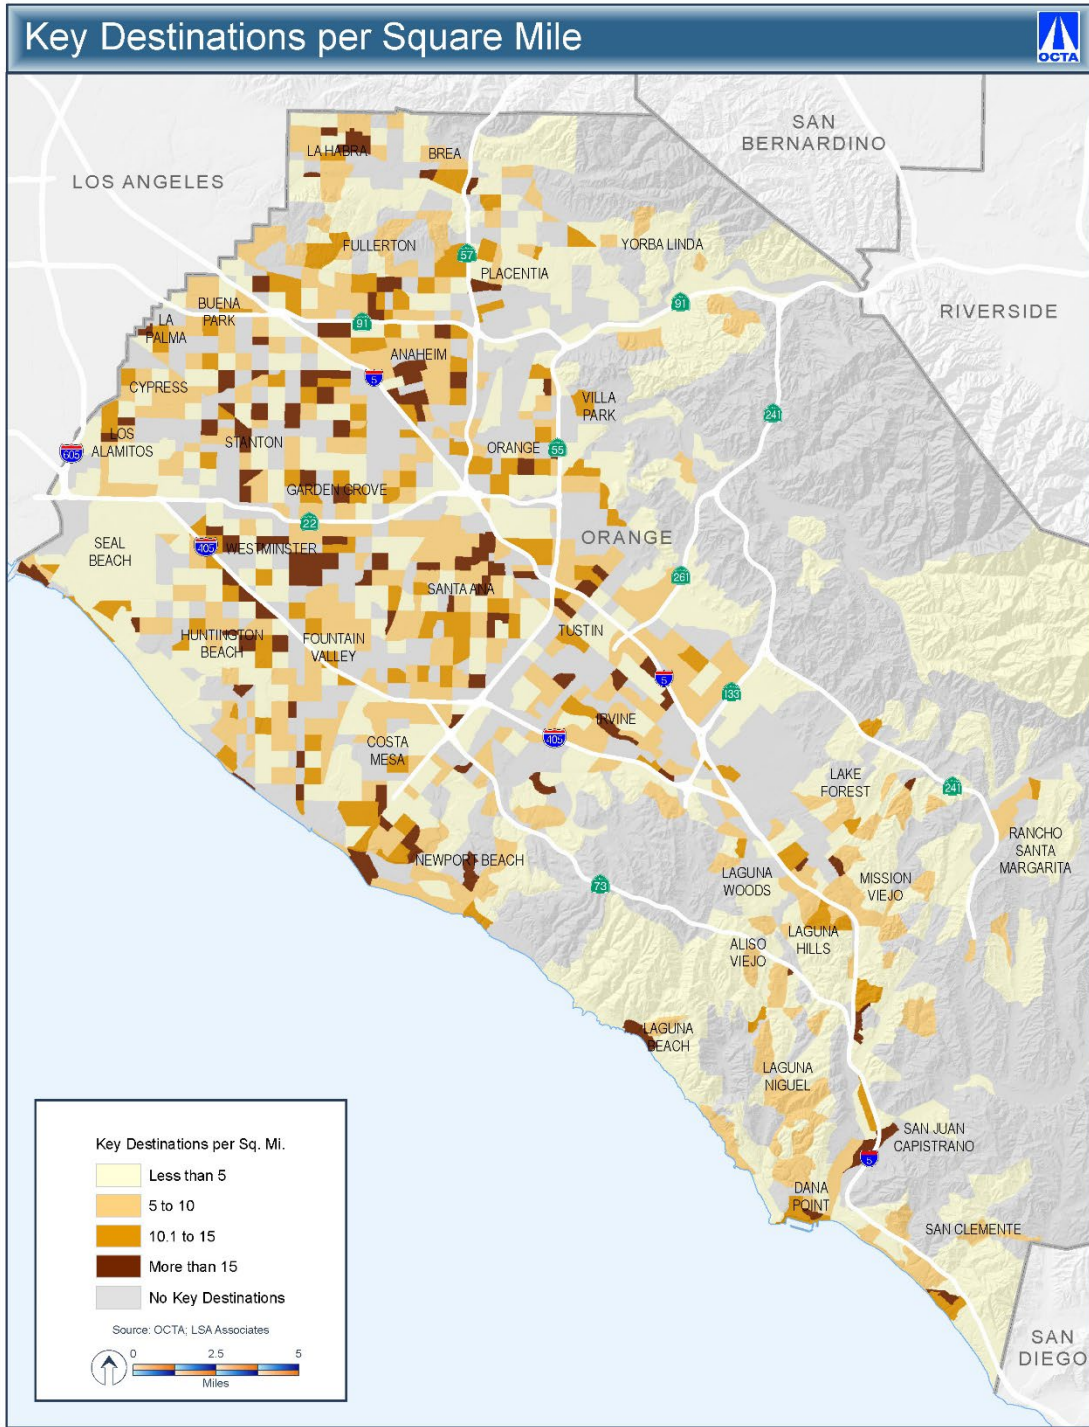 Key Destinations per Square Mile
OCTA
SAN
BERNARDINO
LOS ANGELES
LA HABRA
BREA
FULLERTON
57
YORBA LINDA
PLACENTIA
BUENA
PARK
91
RIVERSIDE
LA
PALMA
91
ANAHEIM
5
CYPRESS
VILLA
PARK
241
LOS
ALAMITOS
STANTON
ORANGE
55
605
GARDEN GROVE
22
ORANGE
SEAL
BEACH
405
WESTMINSTER
261
SANTA ANA
TUSTIN
HUNTINGTON
BEACH
FOUNTAIN
VALLEY
5
133
IRVINE
COSTA
MESA
405
LAKE
FOREST
241
RANCHO
SANTA
MARGARITA
NEWPORT BEACH
73
LAGUNA
WOODS
MISSION
VIEJO
ALISO
VIEJO
LAGUNA
HILLS
LAGUNA
BEACH
LAGUNA
NIGUEL
SAN JUAN
CAPISTRANO
5
DANA
POINT
SAN CLEMENTE
SAN
DIEGO
Key Destinations per Sq. Mi.
Less than 5
5 to 10
10.1 to 15
More than 15
No Key Destinations
Source: OCTA; LSA Associates
0 2.5 5
Miles